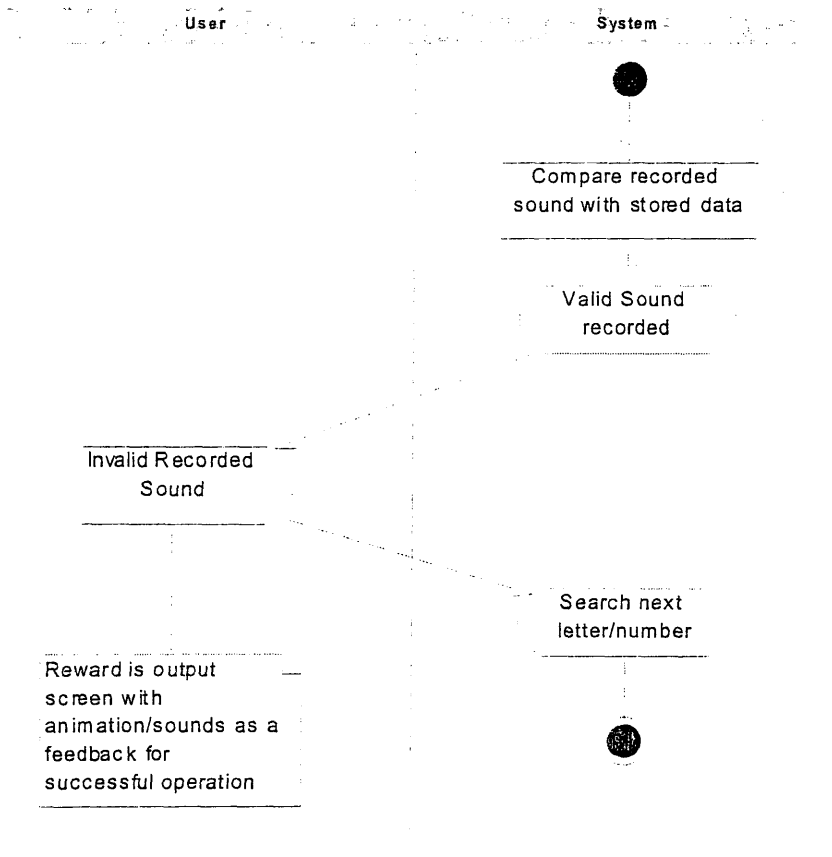 User
System
Compare recorded
sound with stored data
Valid Sound
recorded
Invalid Recorded
Sound
Search next
letter/number
Reward is output
screen with
animation/sounds as a
feedback for
successful operation